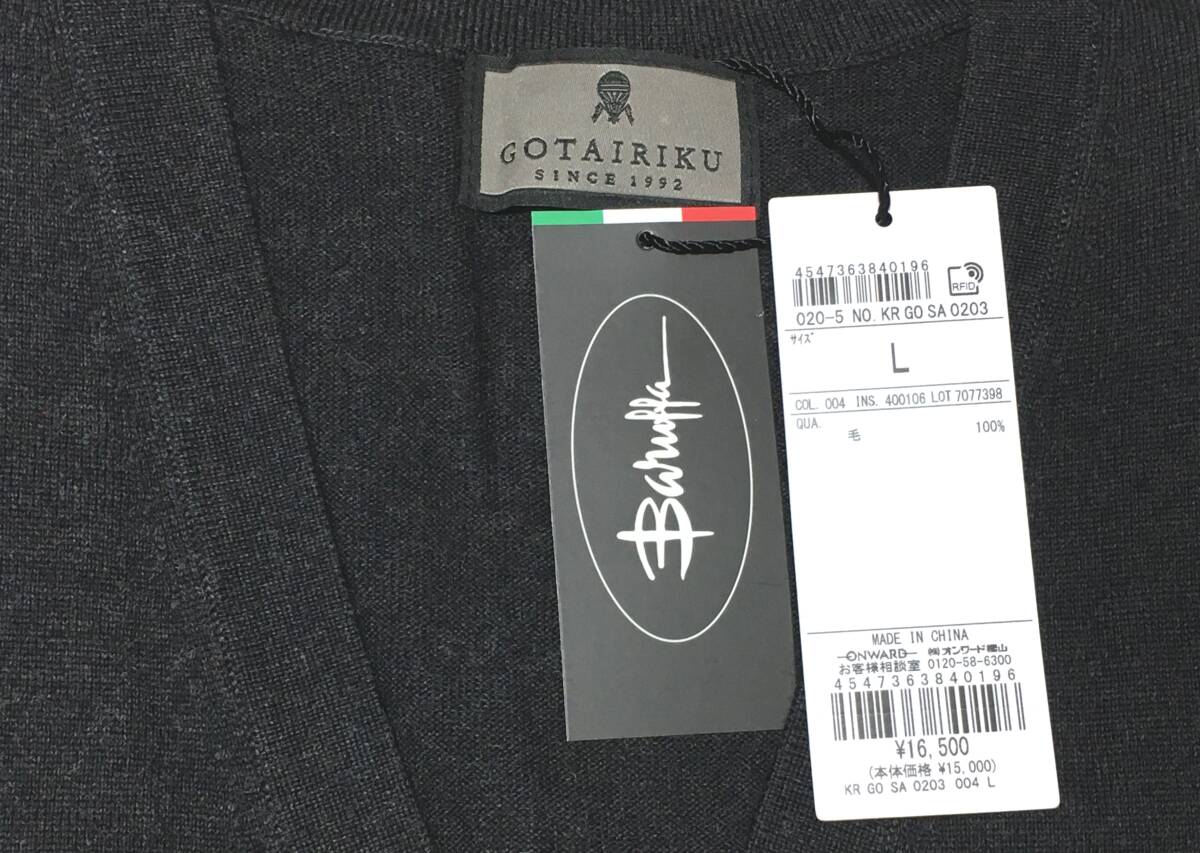 GOTAIRIKU
SINCE 1992
Baruffa
4547363840196
RFID
020-5 NO. KR GO SA 0203
サイズ
L
COL. 004 INS. 400106 LOT 7077398
QUA.
毛 100%
MADE IN CHINA
ONWARD ㈱オンワード樫山
お客様相談室 0120-58-6300
4547363840196
¥16,500
(本体価格 ¥15,000)
KR GO SA 0203 004 L